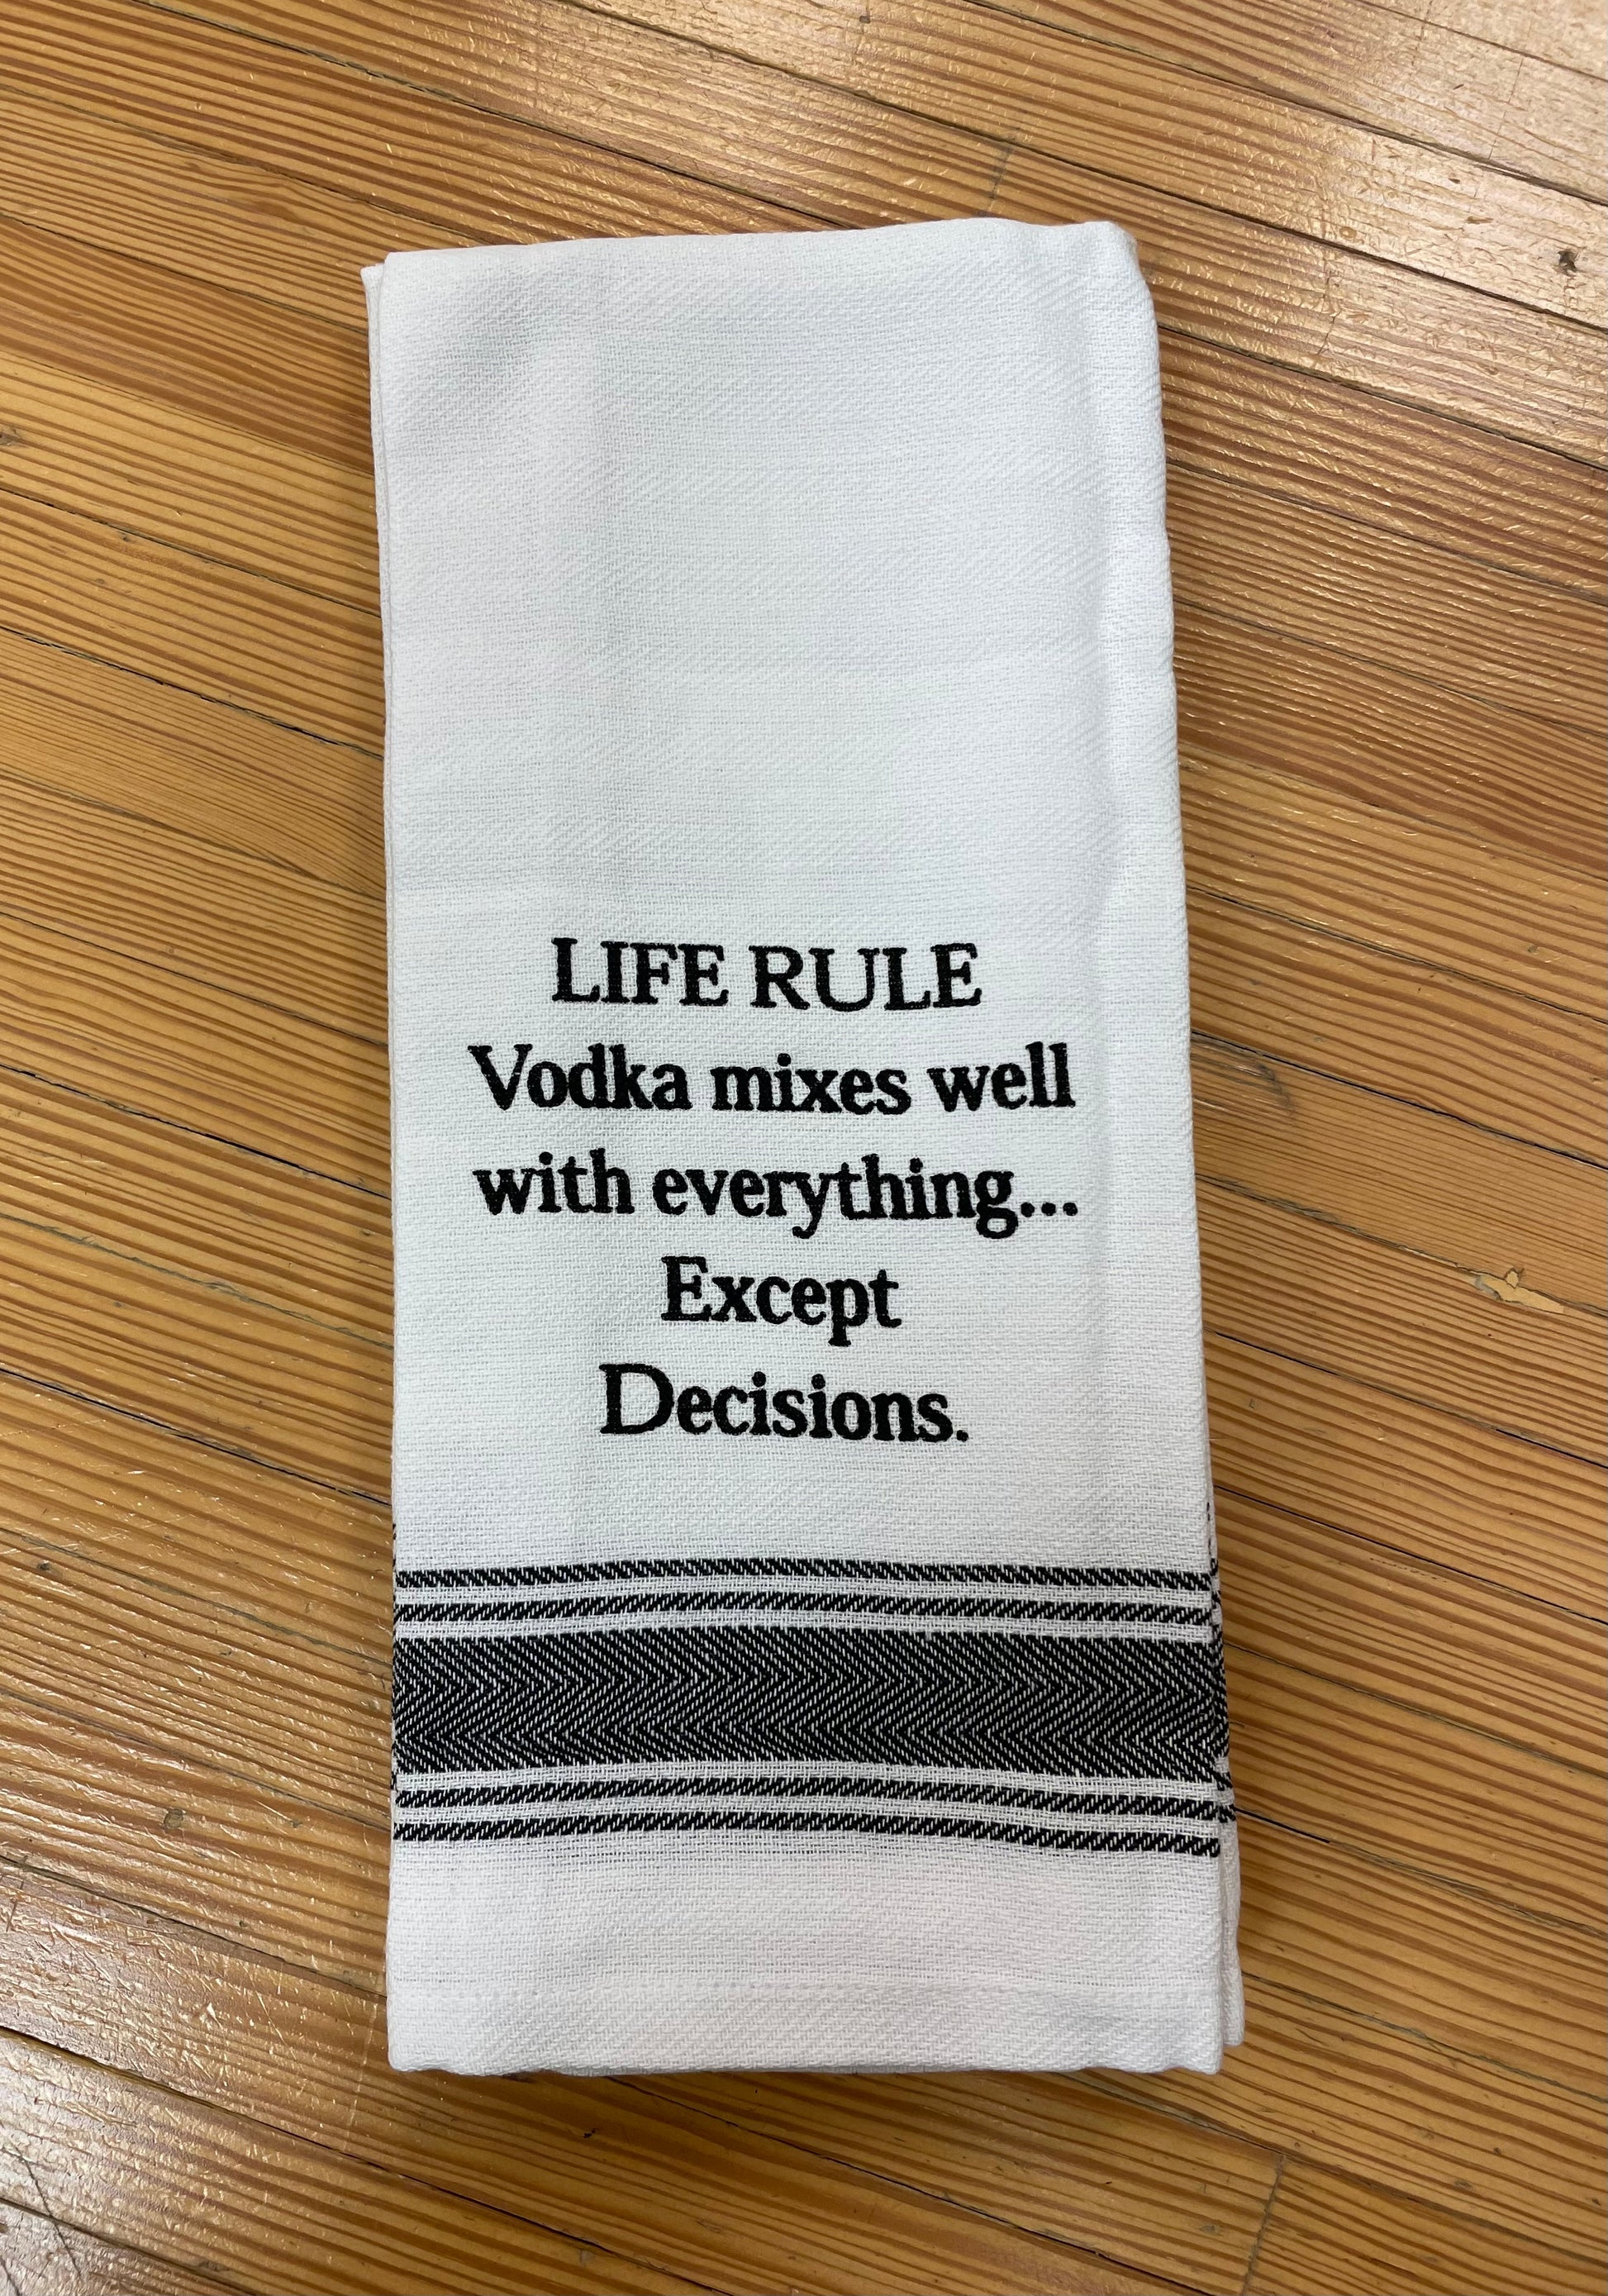 LIFE RULE
Vodka mixes well
with everything...
Except
Decisions.